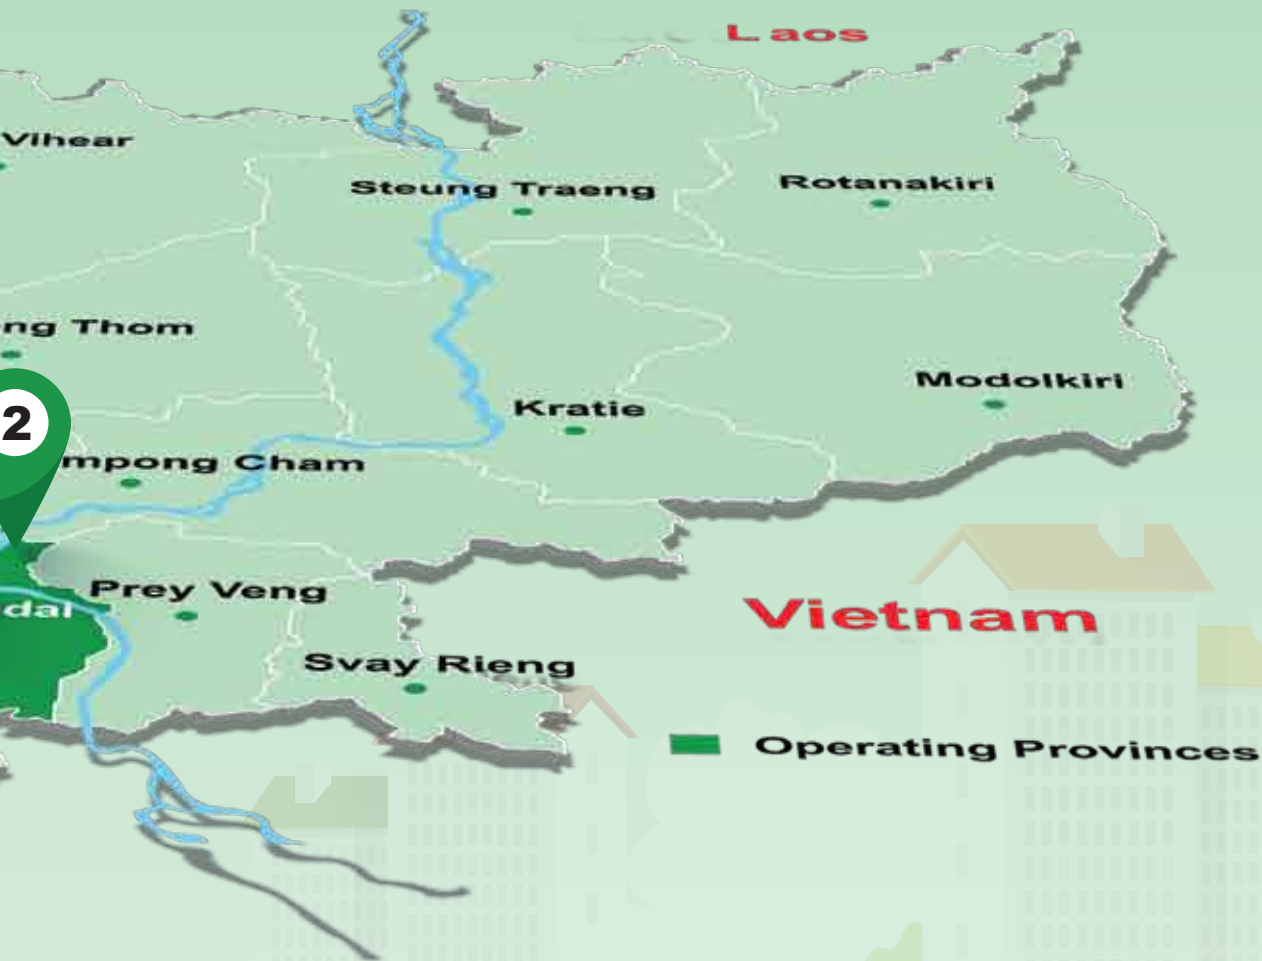 Laos
Vihear
Steung Traeng
Rotanakiri
ng Thom
Modolkiri
Kratie
2
mpong Cham
Prey Veng
dal
Vietnam
Svay Rieng
Operating Provinces